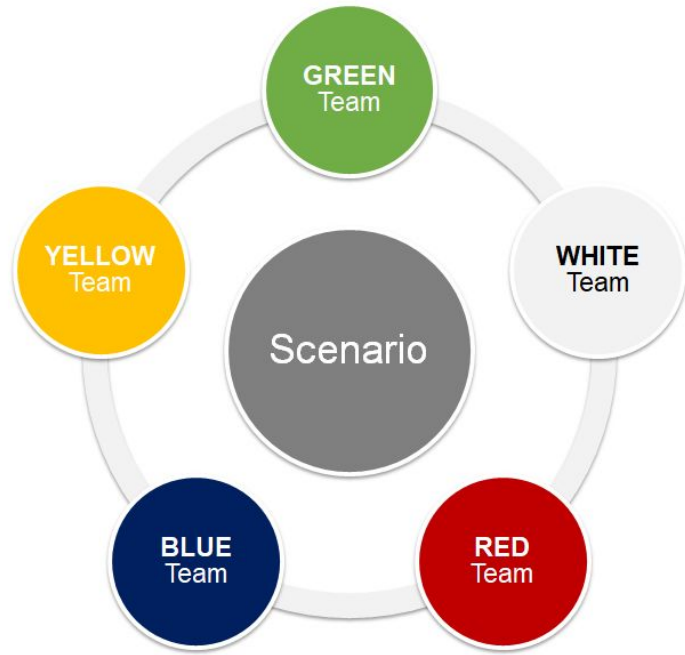 GREEN
Team
YELLOW
Team
WHITE
Team
Scenario
BLUE
Team
RED
Team